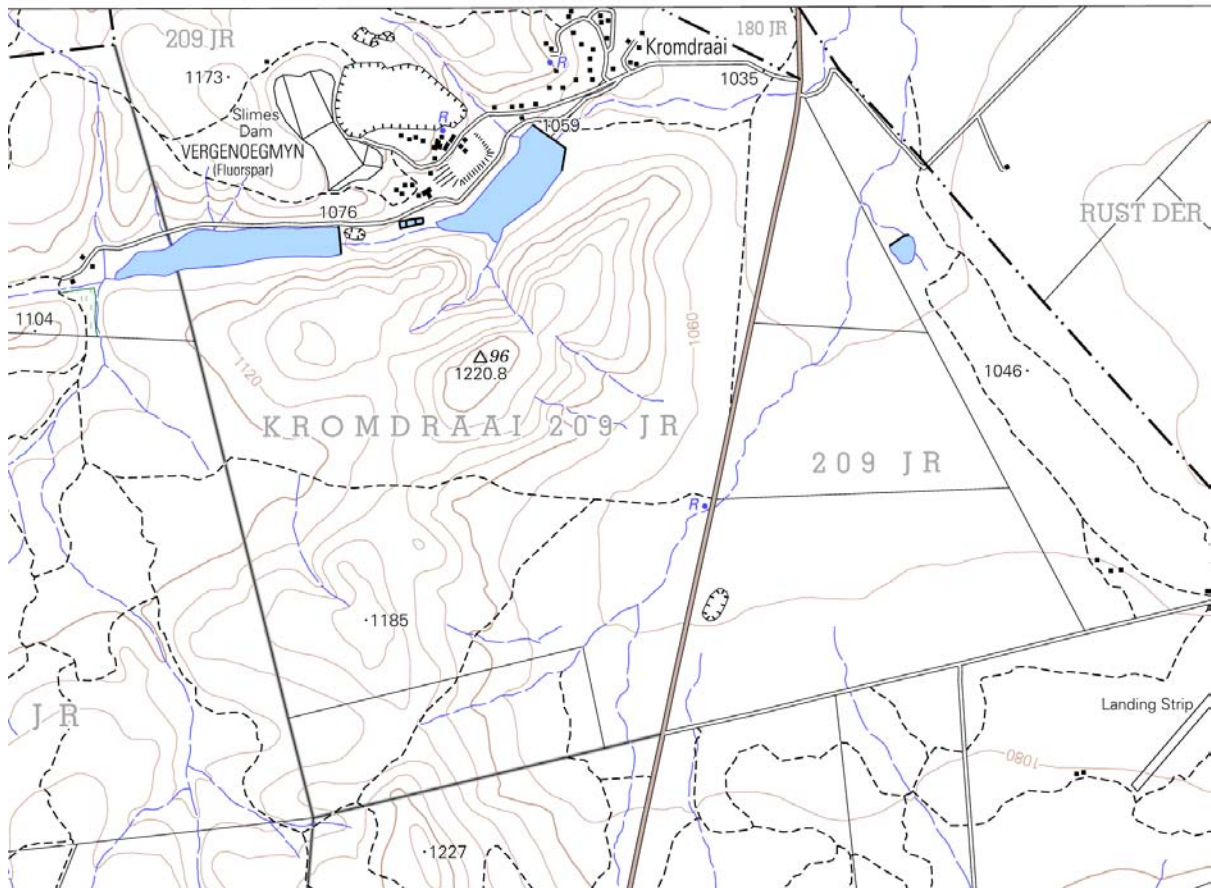 209 JR
180 JR
Kromdraai
R
1173
1035
Slimes
Dam
VERGENOEGMYN
(Fluorspar)
R
1059
1076
RUST DER
1104
1060
△96
1220.8
1120
1046
KROMDRAAI 209 JR
209 JR
R
1185
JR
Landing Strip
1080
1227